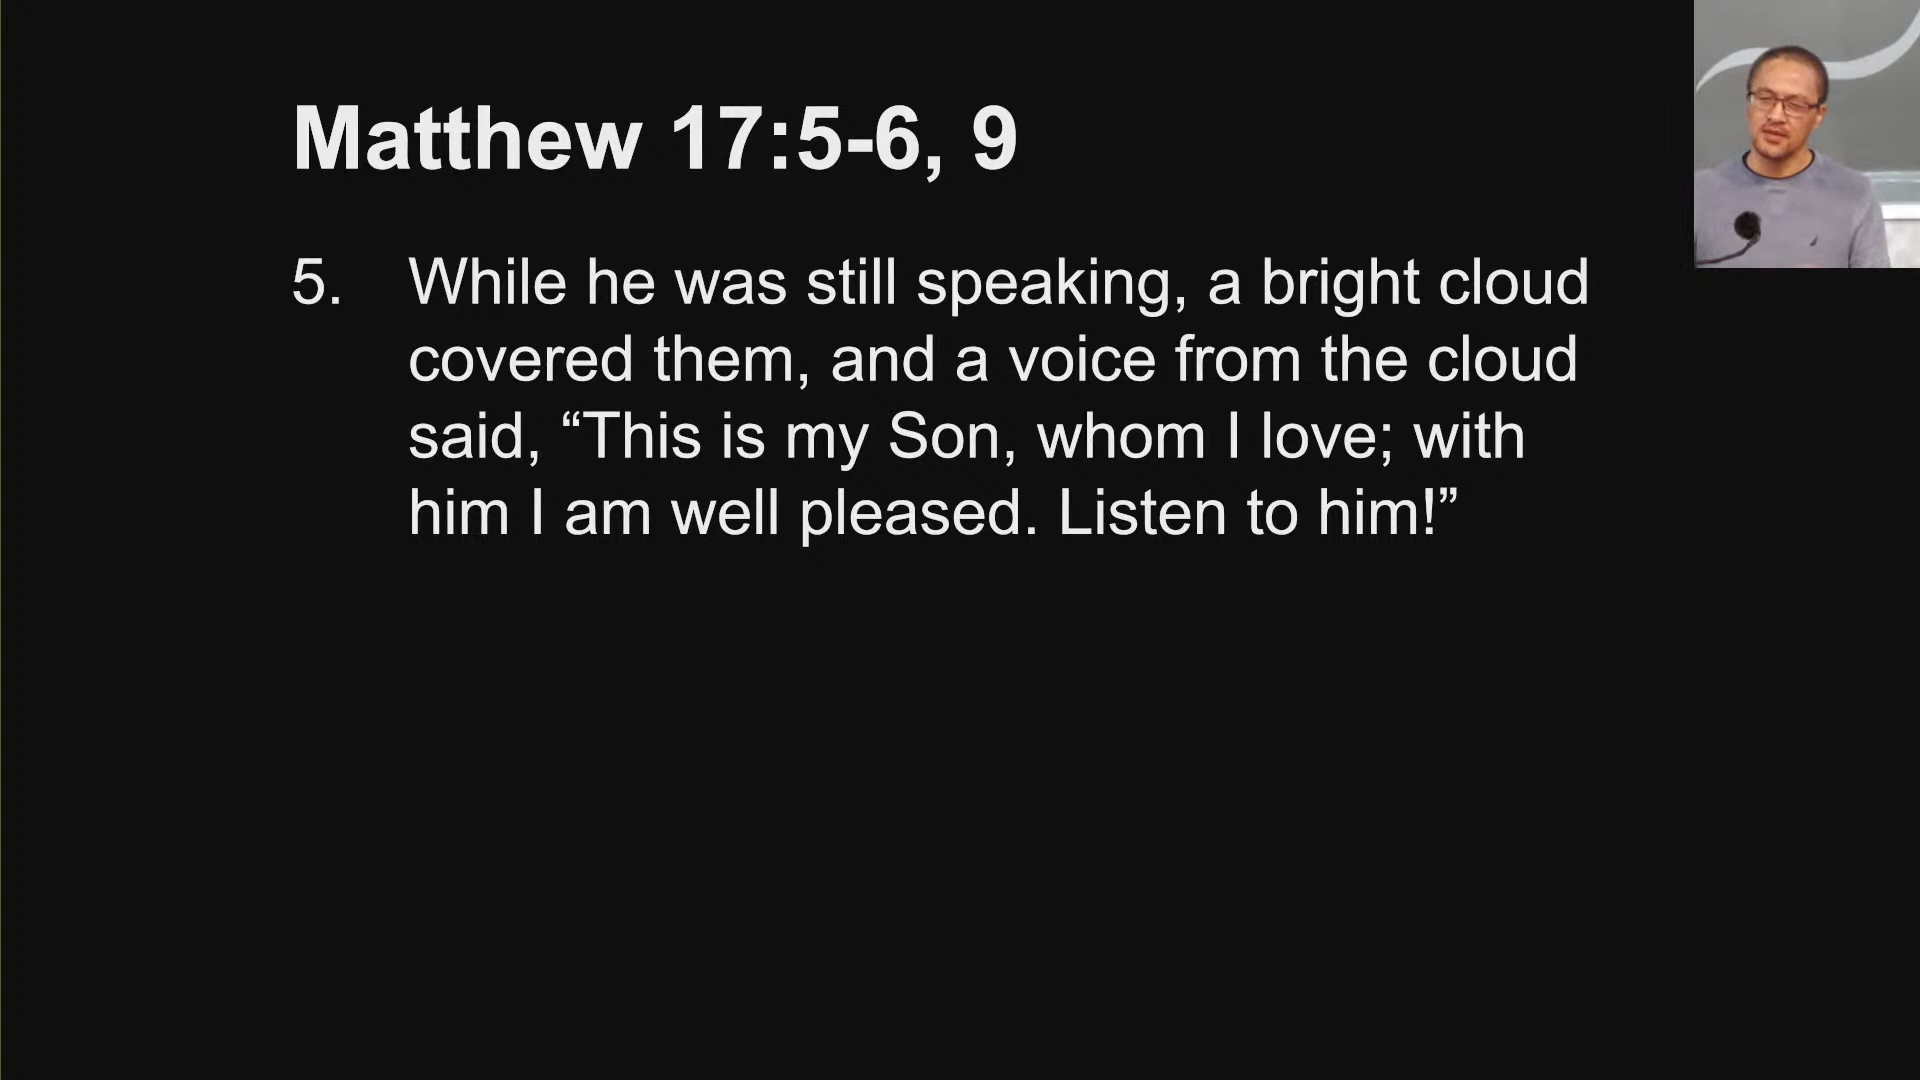 Matthew 17:5-6, 9
5. While he was still speaking, a bright cloud
covered them, and a voice from the cloud
said, “This is my Son, whom I love; with
him I am well pleased. Listen to him!”